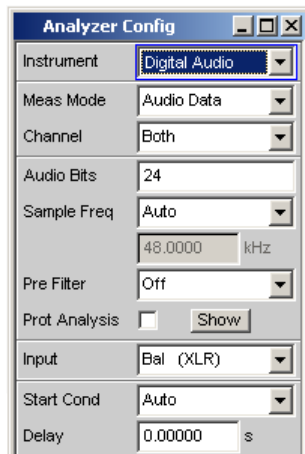 Analyzer Config
Instrument Digital Audio
Meas Mode Audio Data
Channel Both
Audio Bits 24
Sample Freq Auto
48.0000 kHz
Pre Filter Off
Prot Analysis Show
Input Bal (XLR)
Start Cond Auto
Delay 0.00000 s